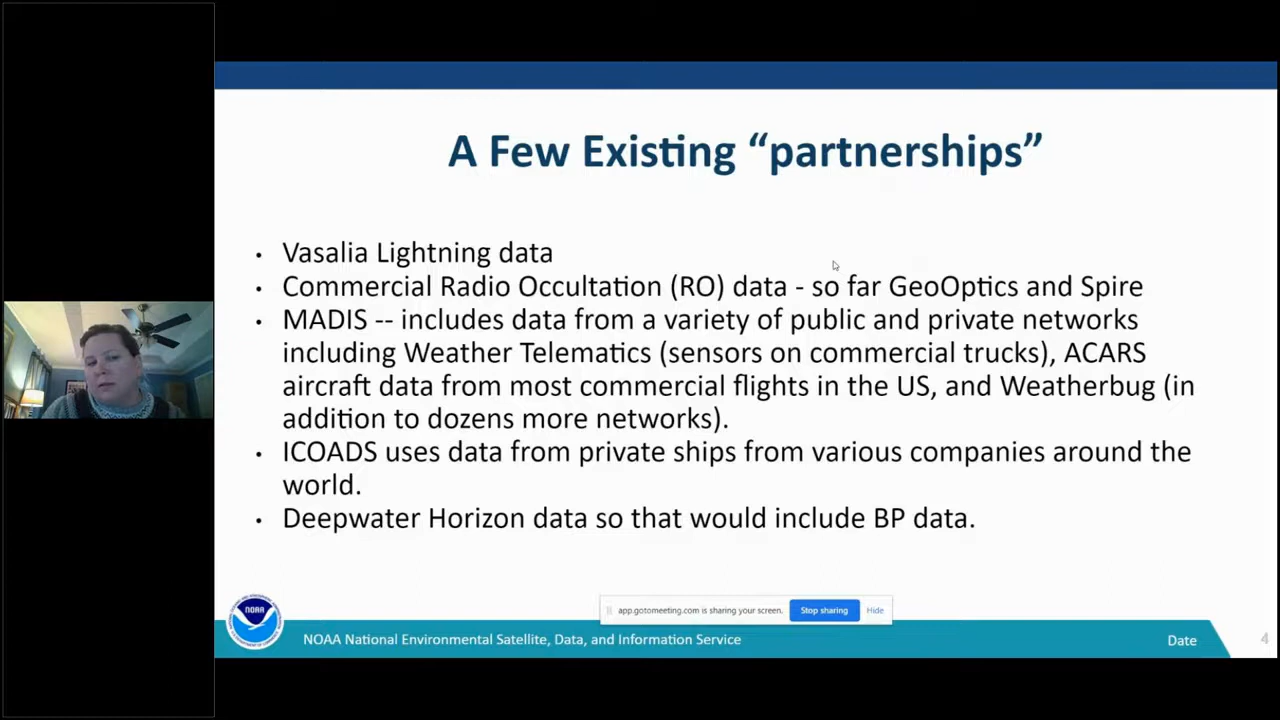 A Few Existing “partnerships”
• Vasalia Lightning data
• Commercial Radio Occultation (RO) data - so far GeoOptics and Spire
• MADIS -- includes data from a variety of public and private networks
including Weather Telematics (sensors on commercial trucks), ACARS
aircraft data from most commercial flights in the US, and Weatherbug (in
addition to dozens more networks).
• ICOADS uses data from private ships from various companies around the
world.
• Deepwater Horizon data so that would include BP data.
app.gotomeeting.com is sharing your screen. Stop sharing Hide
NOAA
NOAA National Environmental Satellite, Data, and Information Service
Date
4